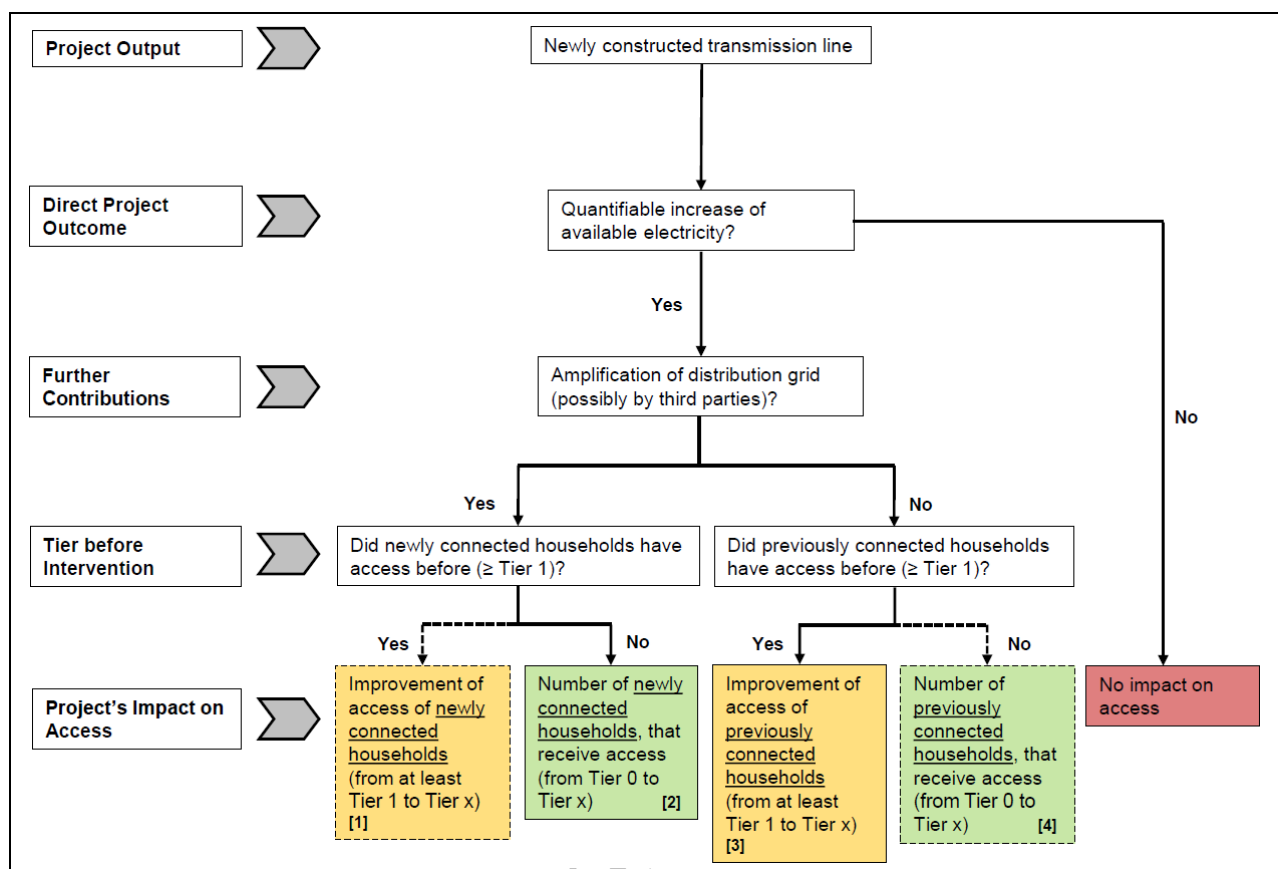 Project Output
Newly constructed transmission line
Direct Project
Outcome
Quantifiable increase of
available electricity?
Yes
No
Further
Contributions
Amplification of distribution grid
(possibly by third parties)?
Yes
No
Tier before
Intervention
Did newly connected households have
access before (≥ Tier 1)?
Did previously connected households
have access before (≥ Tier 1)?
Yes
No
Yes
No
Project's Impact on
Access
Improvement of
access of newly
connected
households
(from at least
Tier 1 to Tier x)
[1]
Number of newly
connected
households, that
receive access
(from Tier 0 to
Tier x) [2]
Improvement of
access of
previously
connected
households
(from at least
Tier 1 to Tier x)
[3]
Number of
previously
connected
households, that
receive access
(from Tier 0 to
Tier x) [4]
No impact on
access